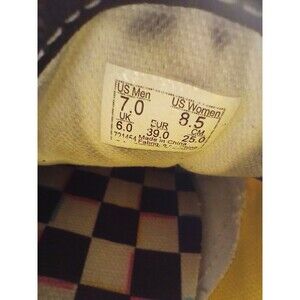 US Men US Women
7.0 8.5
UK EUR CM
6.0 39.0 25.0
Made in China